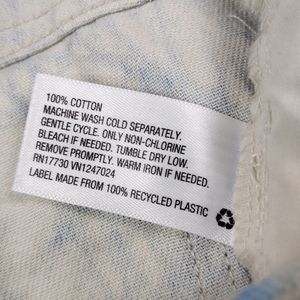 100% COTTON
MACHINE WASH COLD SEPARATELY.
GENTLE CYCLE. ONLY NON-CHLORINE
BLEACH IF NEEDED. TUMBLE DRY LOW.
REMOVE PROMPTLY. WARM IRON IF NEEDED.
RN17730 VN1247024
LABEL MADE FROM 100% RECYCLED PLASTIC